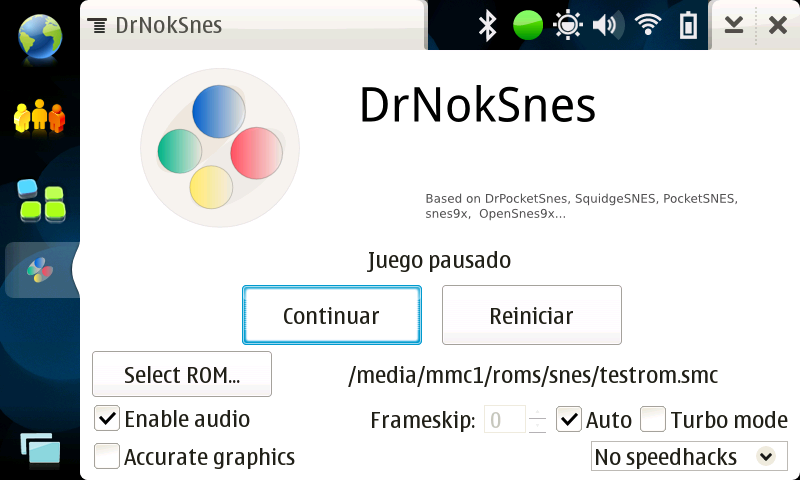 DrNokSnes
DrNokSnes
Based on DrPocketSnes, SquidgeSNES, PocketSNES,
snes9x, OpenSnes9x...
Juego pausado
Continuar
Reiniciar
Select ROM...
/media/mmc1/roms/snes/testrom.smc
Enable audio
Frameskip: 0
Auto
Turbo mode
Accurate graphics
No speedhacks